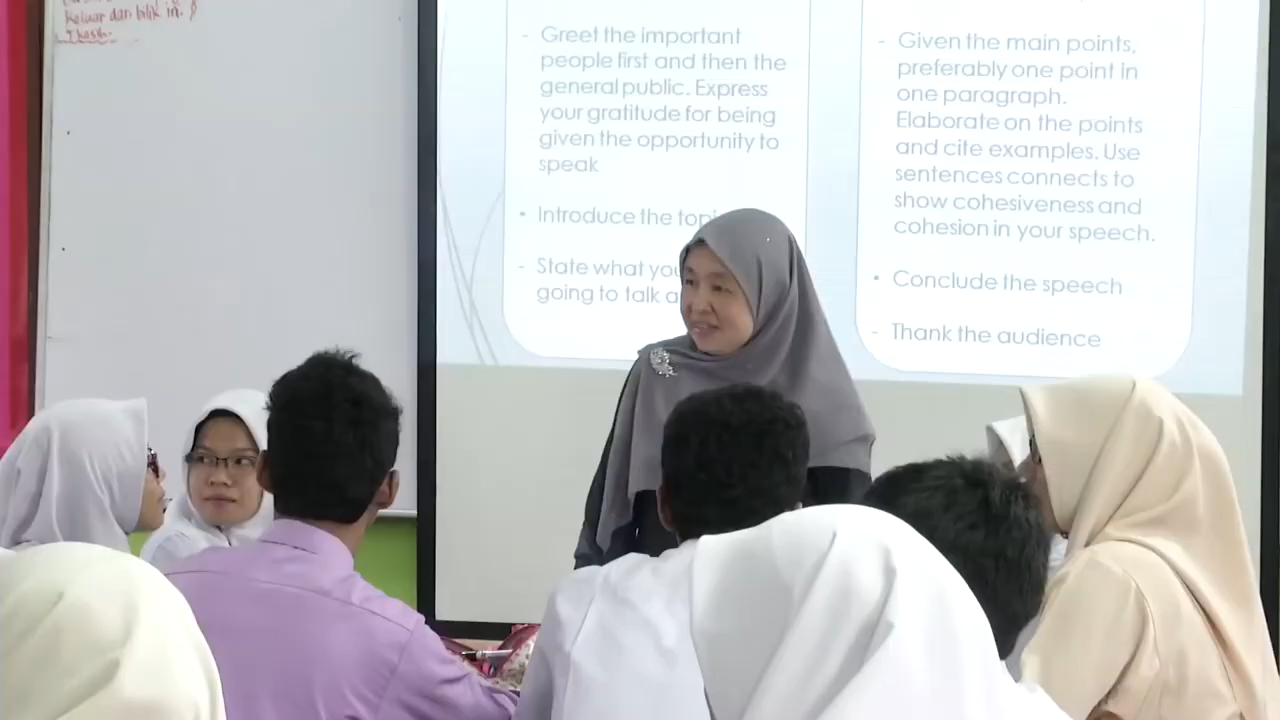 Keluar dan bilik ini.
T. kasih.
- Greet the important
people first and then the
general public. Express
your gratitude for being
given the opportunity to
speak
• Introduce the topi
- State what you
going to talk a
- Given the main points,
preferably one point in
one paragraph.
Elaborate on the points
and cite examples. Use
sentences connects to
show cohesiveness and
cohesion in your speech.
• Conclude the speech
- Thank the audience